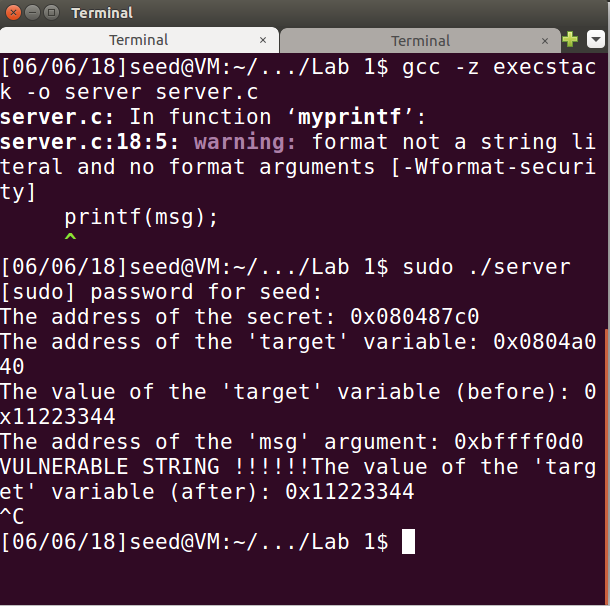 Terminal
Terminal × Terminal ×
[06/06/18]seed@VM:~/.../Lab 1$ gcc -z execstac
k -o server server.c
server.c: In function ‘myprintf’:
server.c:18:5: warning: format not a string li
teral and no format arguments [-Wformat-securi
ty]
     printf(msg);
     ^
[06/06/18]seed@VM:~/.../Lab 1$ sudo ./server
[sudo] password for seed:
The address of the secret: 0x080487c0
The address of the 'target' variable: 0x0804a0
40
The value of the 'target' variable (before): 0
x11223344
The address of the 'msg' argument: 0xbffff0d0
VULNERABLE STRING !!!!!!The value of the 'targ
et' variable (after): 0x11223344
^C
[06/06/18]seed@VM:~/.../Lab 1$